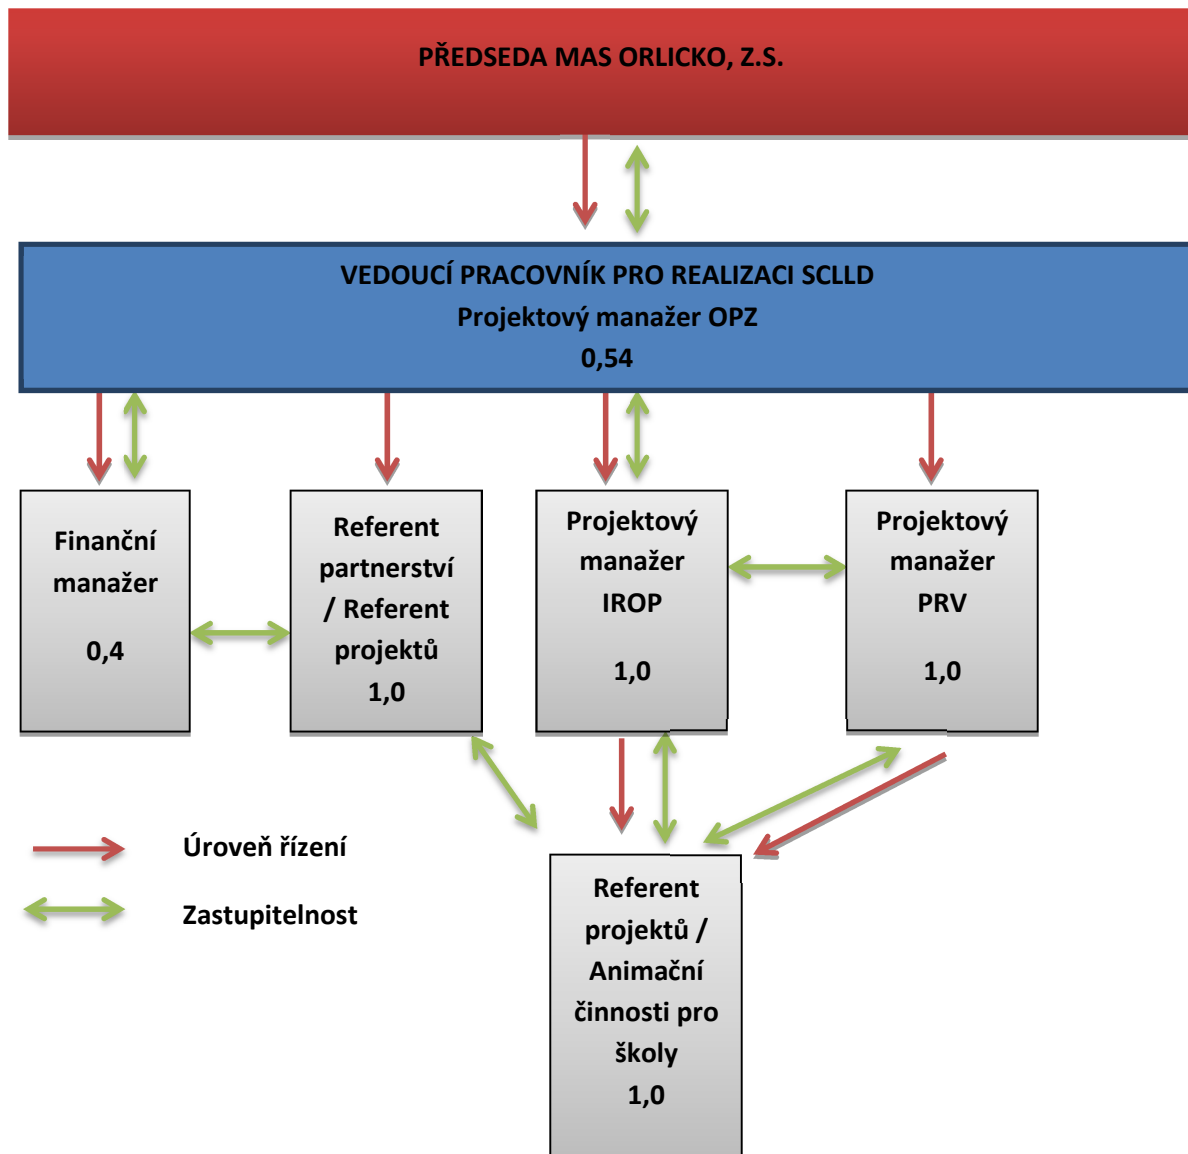 PŘEDSEDA MAS ORLICKO, Z.S.
VEDOUCÍ PRACOVNÍK PRO REALIZACI SCLLD
Projektový manažer OPZ
0,54
Finanční
manažer
0,4
Referent
partnerství
/ Referent
projektů
1,0
Projektový
manažer
IROP
1,0
Projektový
manažer
PRV
1,0
Úroveň řízení
Zastupitelnost
Referent
projektů /
Animační
činnosti pro
školy
1,0